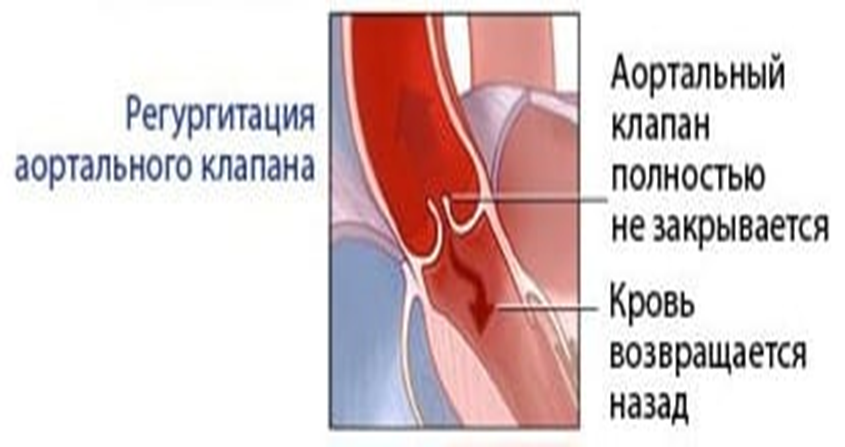 Регургитация
аортального клапана
Аортальный
клапан
полностью
не закрывается
Кровь
возвращается
назад